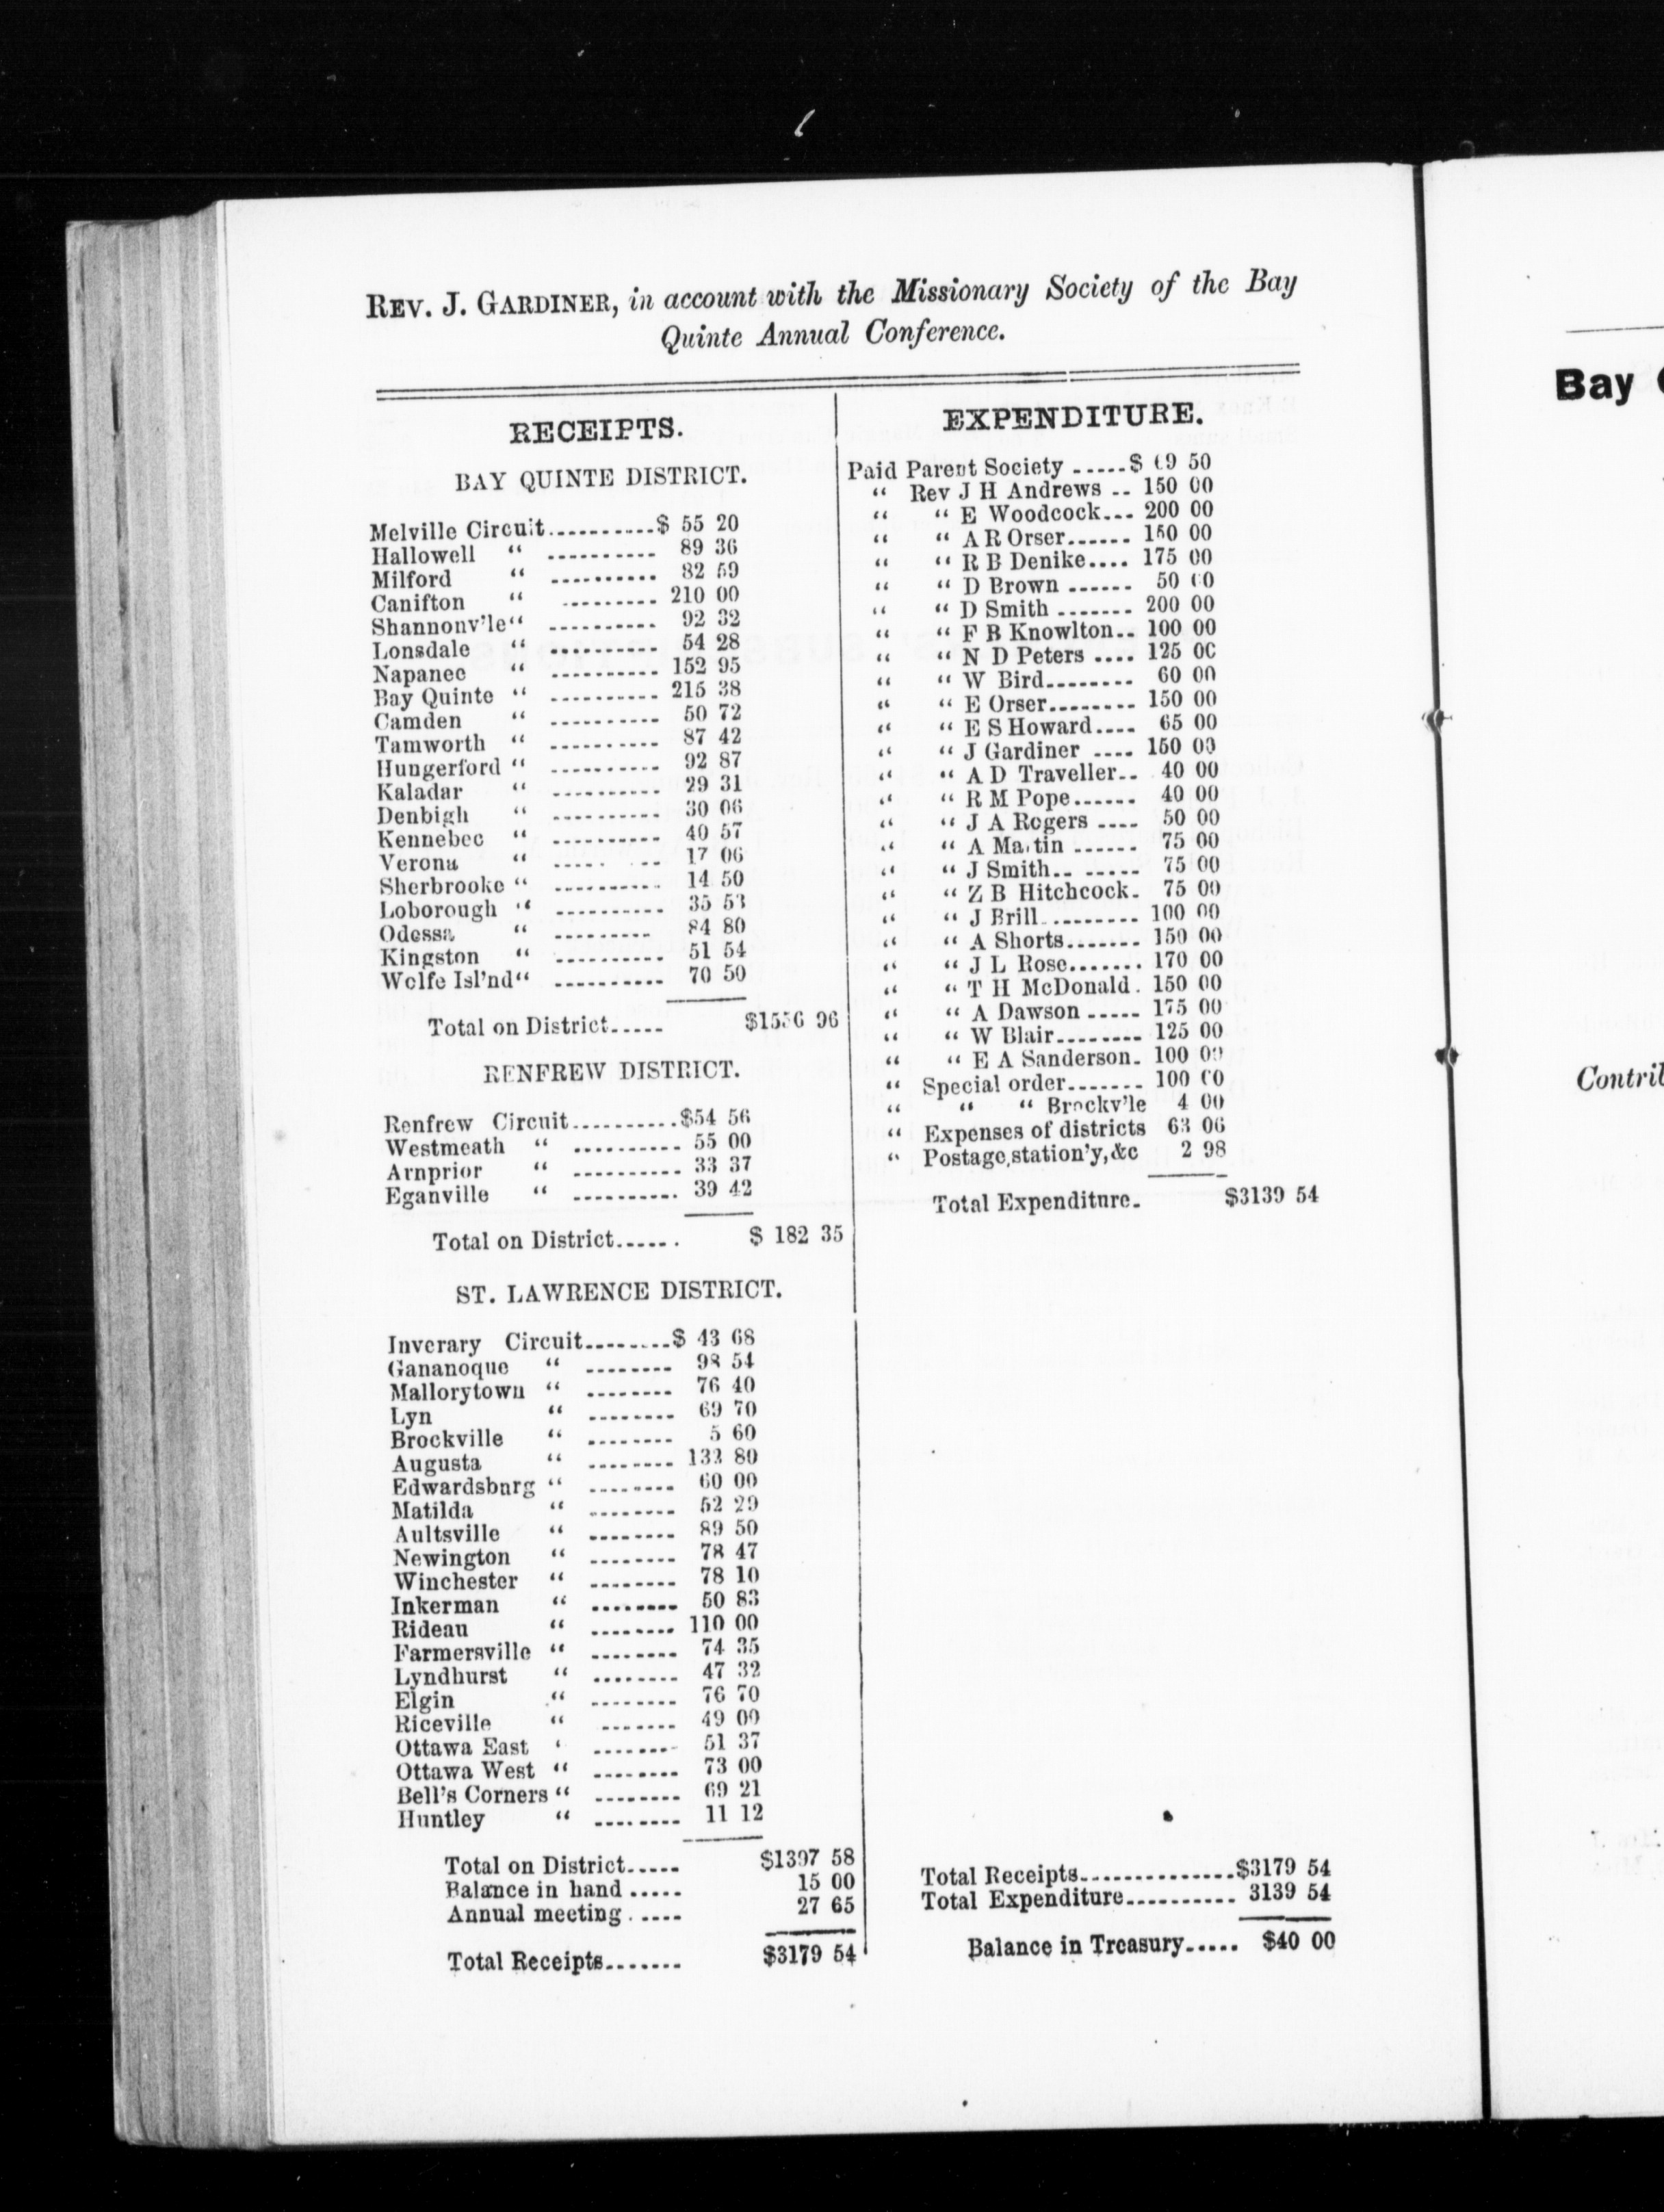 REV. J. GARDINER, in account with the Missionary Society of the Bay
Quinte Annual Conference.
RECEIPTS.
BAY QUINTE DISTRICT.
Melville Circuit..........$ 55 20
Hallowell " .......... 89 36
Milford " .......... 82 59
Canifton " ......... 210 00
Shannonv'le" .......... 92 32
Lonsdale " .......... 54 28
Napanee " .......... 152 95
Bay Quinte " .......... 215 38
Camden " .......... 50 72
Tamworth " .......... 87 42
Hungerford " .......... 92 87
Kaladar " .......... 29 31
Denbigh " .......... 30 06
Kennebec " .......... 40 57
Verona " ..... . ... 17 06
Sherbrooke " .......... 14 50
Loborough " .......... 35 53
Odessa " ......... 84 80
Kingston " .......... 51 54
Wolfe Isl'nd" .......... 70 50
Total on District..... $1556 96
RENFREW DISTRICT.
Renfrew Circuit..........$54 56
Westmeath " .......... 55 00
Arnprior " .......... 33 37
Eganville " .......... 39 42
Total on District...... $ 182 35
ST. LAWRENCE DISTRICT.
Inverary Circuit........$ 43 68
Gananoque " ........ 98 54
Mallorytown " ........ 76 40
Lyn " ........ 69 70
Brockville " ........ 5 60
Augusta " ........ 132 80
Edwardsburg " ........ 60 00
Matilda " ........ 52 29
Aultsville " ........ 89 50
Newington " ........ 78 47
Winchester " ........ 78 10
Inkerman " ........ 50 83
Rideau " ........ 110 00
Farmersville " ........ 74 35
Lyndhurst " ........ 47 32
Elgin " ........ 76 70
Riceville " ....... 49 00
Ottawa East ' ........ 51 37
Ottawa West " ........ 73 00
Bell's Corners " ........ 69 21
Huntley " ........ 11 12
Total on District..... $1397 58
Balance in hand ..... 15 00
Annual meeting . .... 27 65
Total Receipts....... $3179 54
EXPENDITURE.
Paid Parent Society .....$ 69 50
" Rev J H Andrews .. 150 00
" " E Woodcock... 200 00
" " A R Orser...... 150 00
" " R B Denike.... 175 00
" " D Brown ...... 50 00
" " D Smith ....... 200 00
" " F B Knowlton.. 100 00
" " N D Peters .... 125 00
" " W Bird........ 60 00
" " E Orser........ 150 00
" " E S Howard.... 65 00
" " J Gardiner .... 150 00
" " A D Traveller.. 40 00
" " R M Pope...... 40 00
" " J A Rogers .... 50 00
" " A Martin ...... 75 00
" " J Smith.. ..... 75 00
" " Z B Hitchcock. 75 00
" " J Brill......... 100 00
" " A Shorts....... 150 00
" " J L Rose....... 170 00
" " T H McDonald. 150 00
" " A Dawson ..... 175 00
" " W Blair........ 125 00
" " E A Sanderson. 100 00
" Special order....... 100 00
" " " Brockv'le 4 00
" Expenses of districts 63 06
" Postage,station'y,&c 2 98
Total Expenditure. $3139 54
Total Receipts..............$3179 54
Total Expenditure.......... 3139 54
Balance in Treasury..... $40 00
Bay
Contril